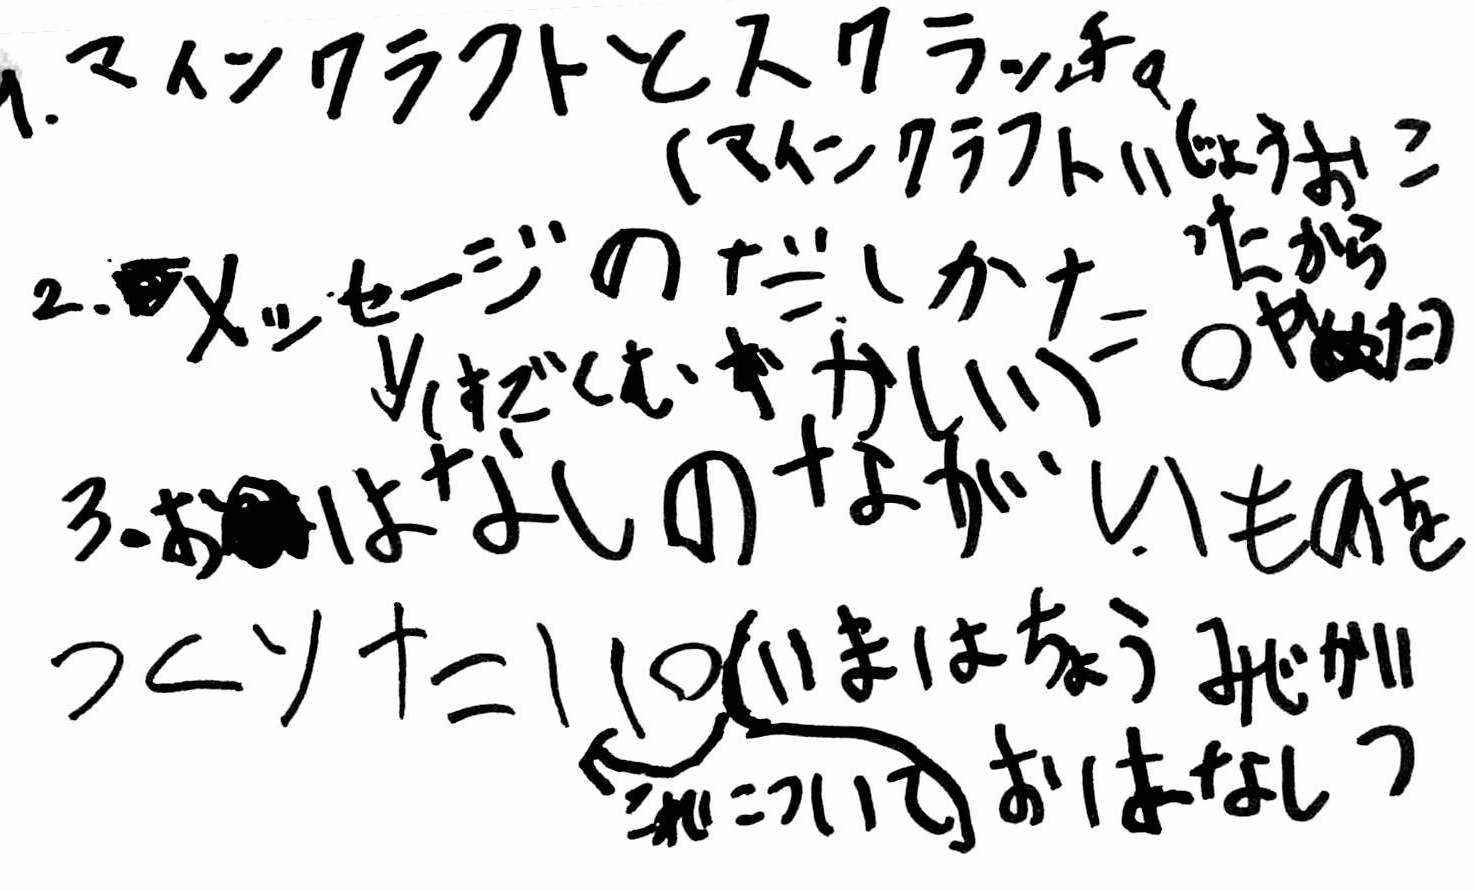 1. マインクラフトとスクラッチ。
(マインクラフトいじょうおこ
ったから
やめた)
2. メッセージのだしかた。
(すごくむずかしい)
3. おはなしのながいものを
つくりたい。(いまはちょうみじがい
おはなし
これについて)